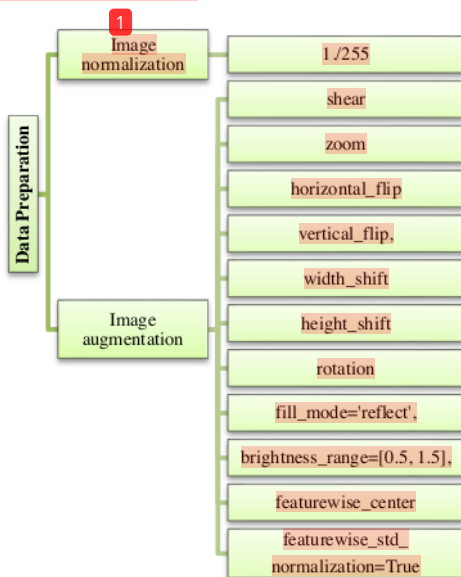 1
Image
normalization
1./255
shear
zoom
horizontal_flip
Data Preparation
vertical_flip,
width_shift
Image
augmentation
height_shift
rotation
fill_mode='reflect',
brightness_range=[0.5, 1.5],
featurewise_center
featurewise_std_
normalization=True